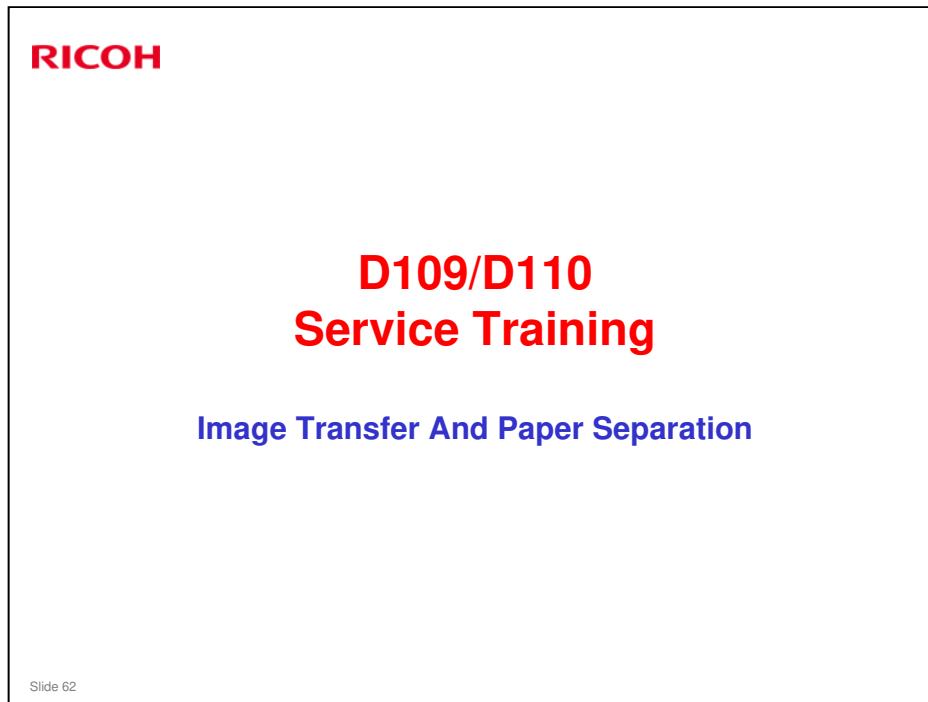 RICOH
D109/D110
Service Training
Image Transfer And Paper Separation
Slide 62